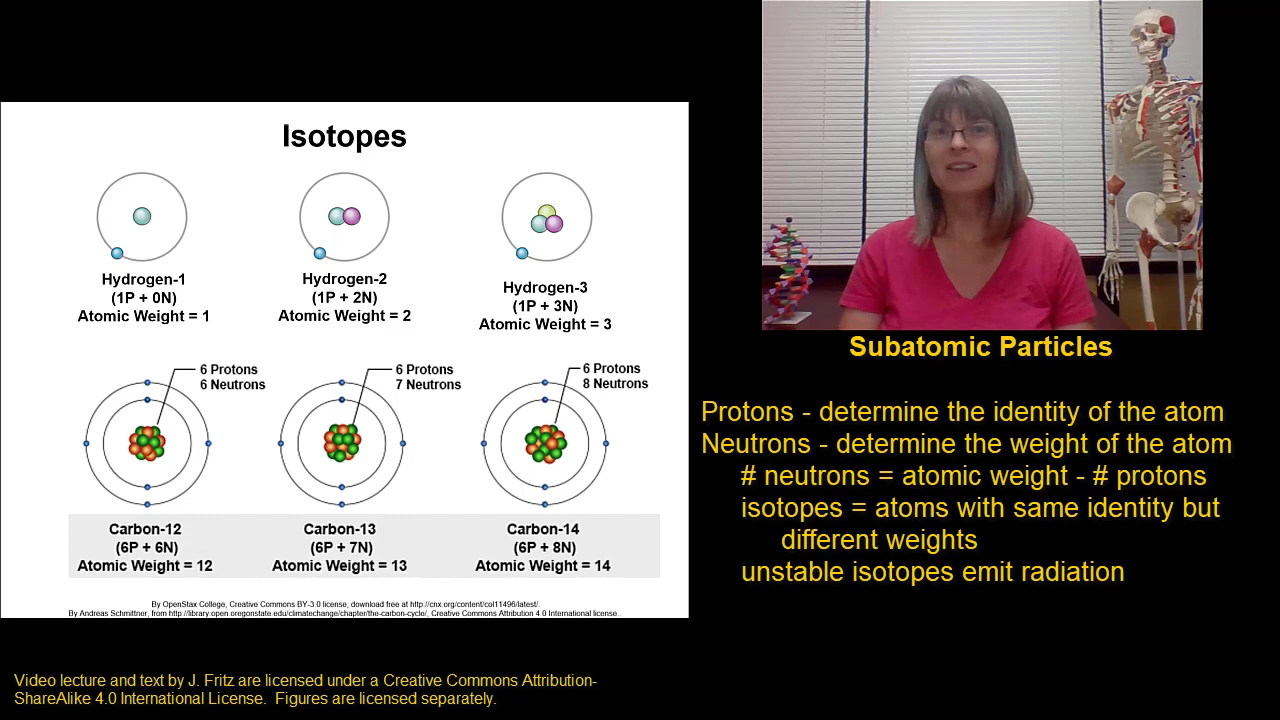 Isotopes
Hydrogen-1
(1P + 0N)
Atomic Weight = 1
Hydrogen-2
(1P + 2N)
Atomic Weight = 2
Hydrogen-3
(1P + 3N)
Atomic Weight = 3
6 Protons
6 Neutrons
6 Protons
7 Neutrons
6 Protons
8 Neutrons
Carbon-12
(6P + 6N)
Atomic Weight = 12
Carbon-13
(6P + 7N)
Atomic Weight = 13
Carbon-14
(6P + 8N)
Atomic Weight = 14
By OpenStax College, Creative Commons BY-3.0 license, download free at http://cnx.org/content/col11496/latest/.
By Andreas Schmittner, from http://library.open.oregonstate.edu/climatechange/chapter/the-carbon-cycle/, Creative Commons Attribution 4.0 International license..
Subatomic Particles
Protons - determine the identity of the atom
Neutrons - determine the weight of the atom
# neutrons = atomic weight - # protons
isotopes = atoms with same identity but
different weights
unstable isotopes emit radiation
Video lecture and text by J. Fritz are licensed under a Creative Commons Attribution-
ShareAlike 4.0 International License.  Figures are licensed separately.